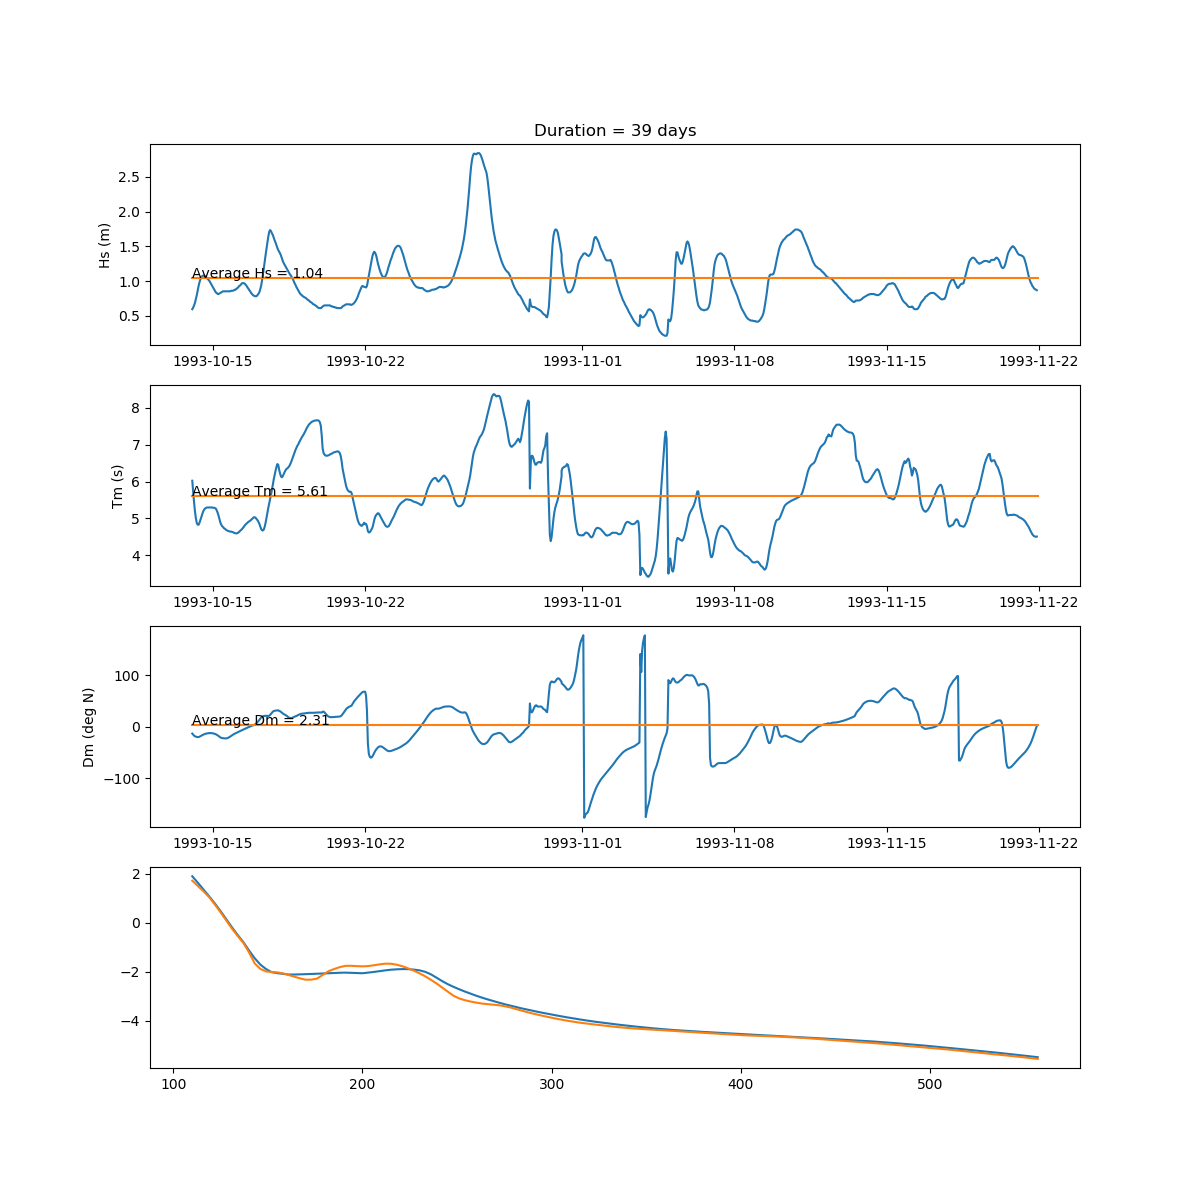 Duration = 39 days
Hs (m)
2.5
2.0
1.5
1.0
0.5
Average Hs = 1.04
1993-10-15 1993-10-22 1993-11-01 1993-11-08 1993-11-15 1993-11-22
Tm (s)
8
7
6
5
4
Average Tm = 5.61
1993-10-15 1993-10-22 1993-11-01 1993-11-08 1993-11-15 1993-11-22
Dm (deg N)
100
0
−100
Average Dm = 2.31
1993-10-15 1993-10-22 1993-11-01 1993-11-08 1993-11-15 1993-11-22
2
0
−2
−4
100 200 300 400 500